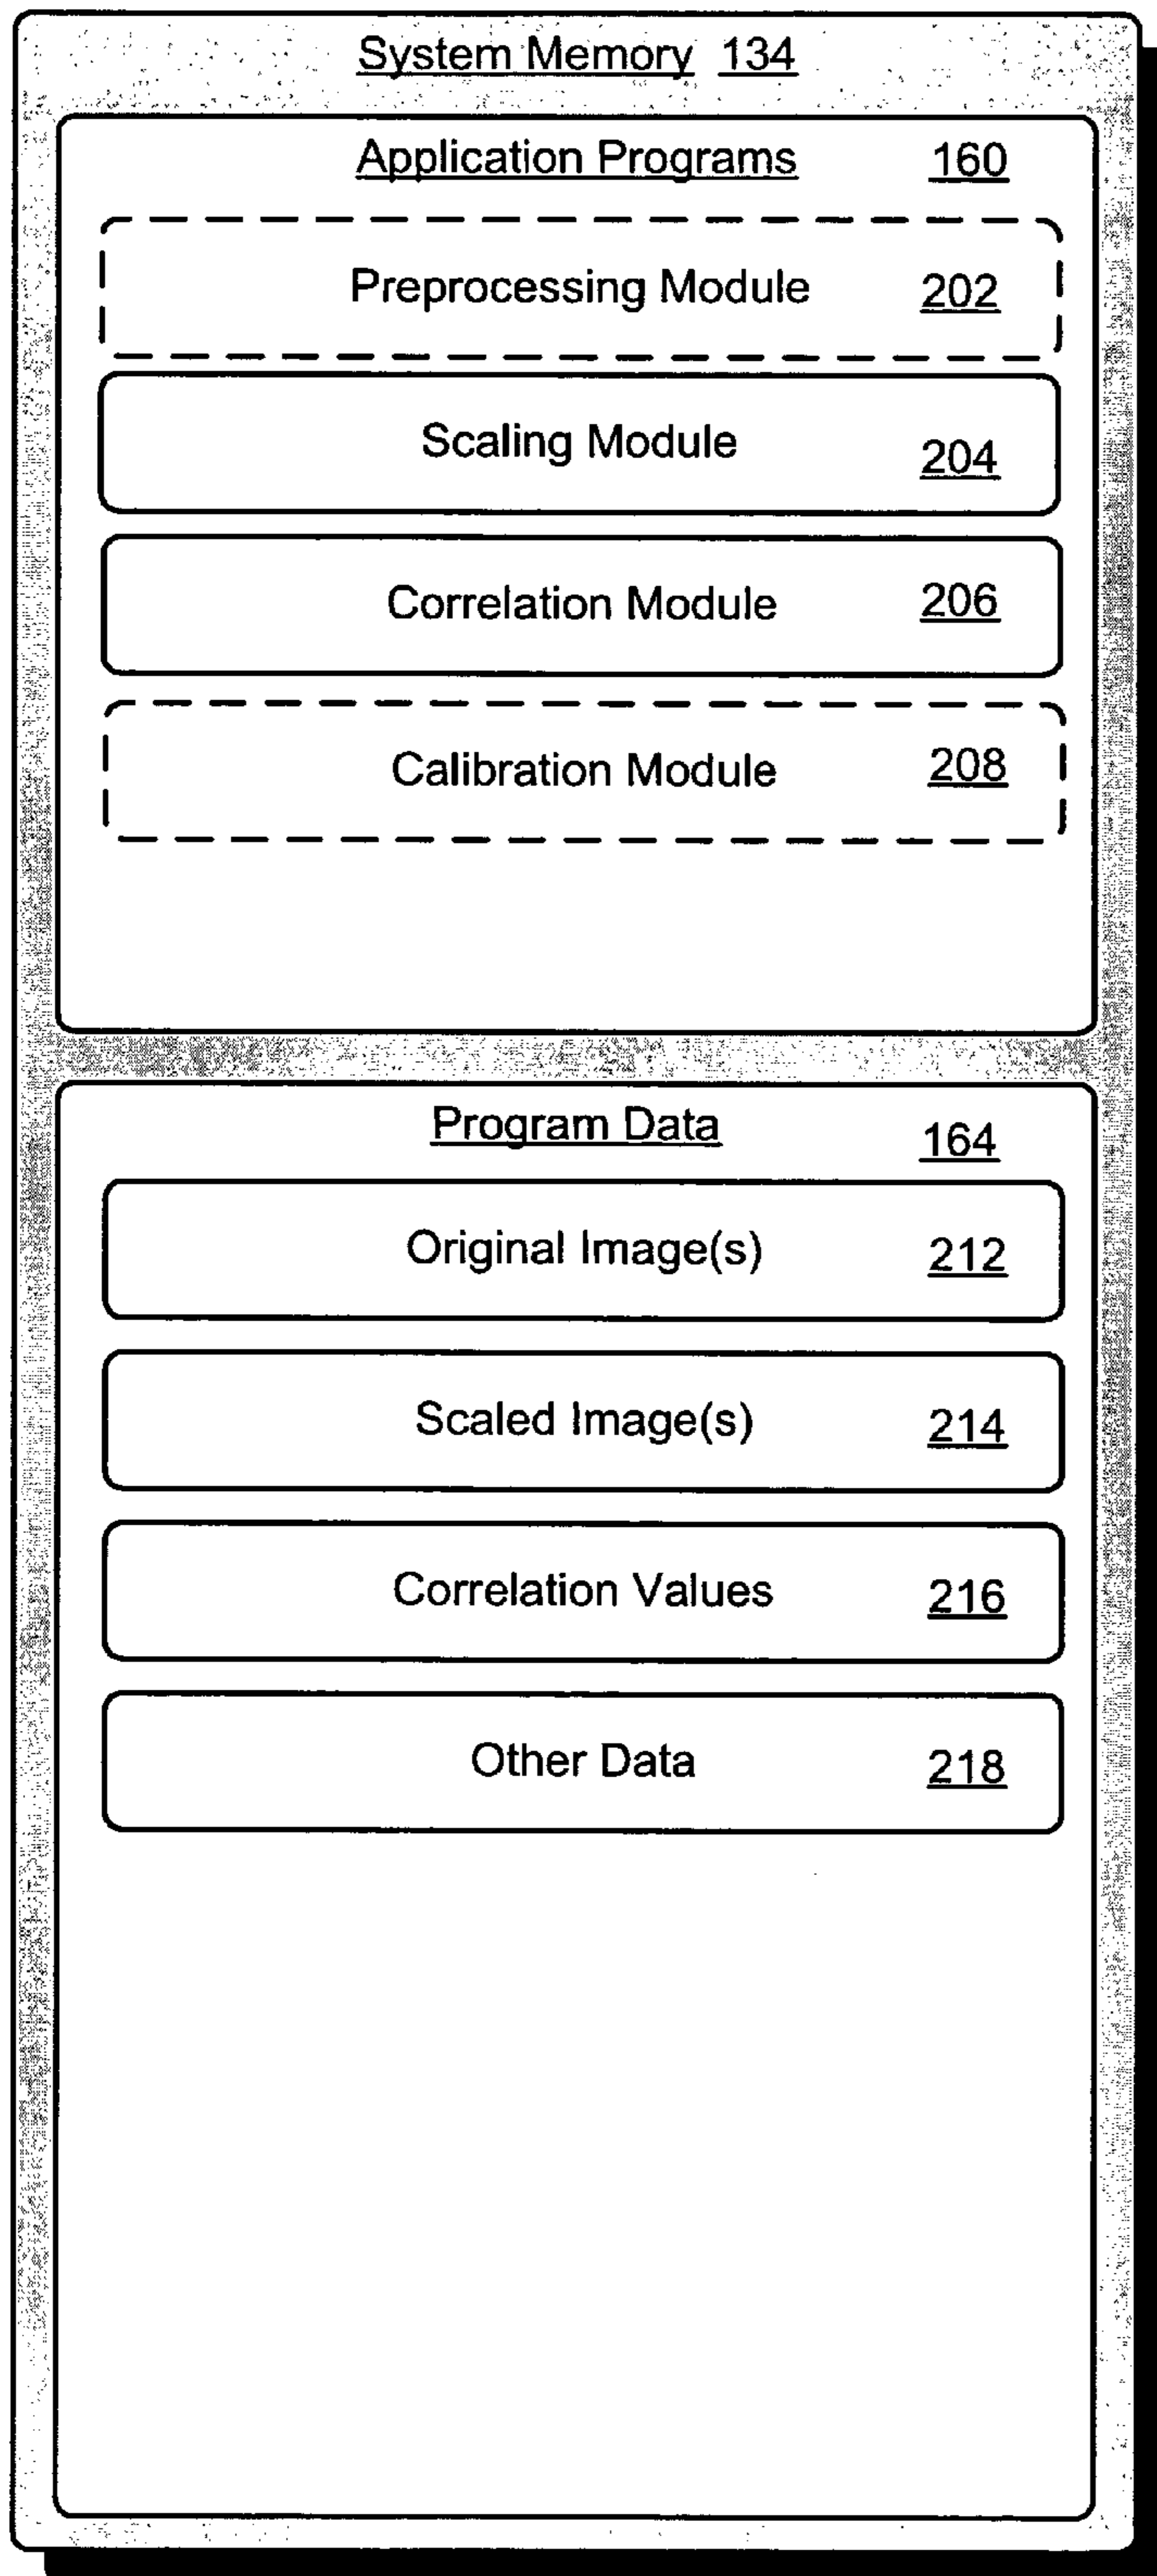 System Memory 134
Application Programs 160
Preprocessing Module 202
Scaling Module 204
Correlation Module 206
Calibration Module 208
Program Data 164
Original Image(s) 212
Scaled Image(s) 214
Correlation Values 216
Other Data 218